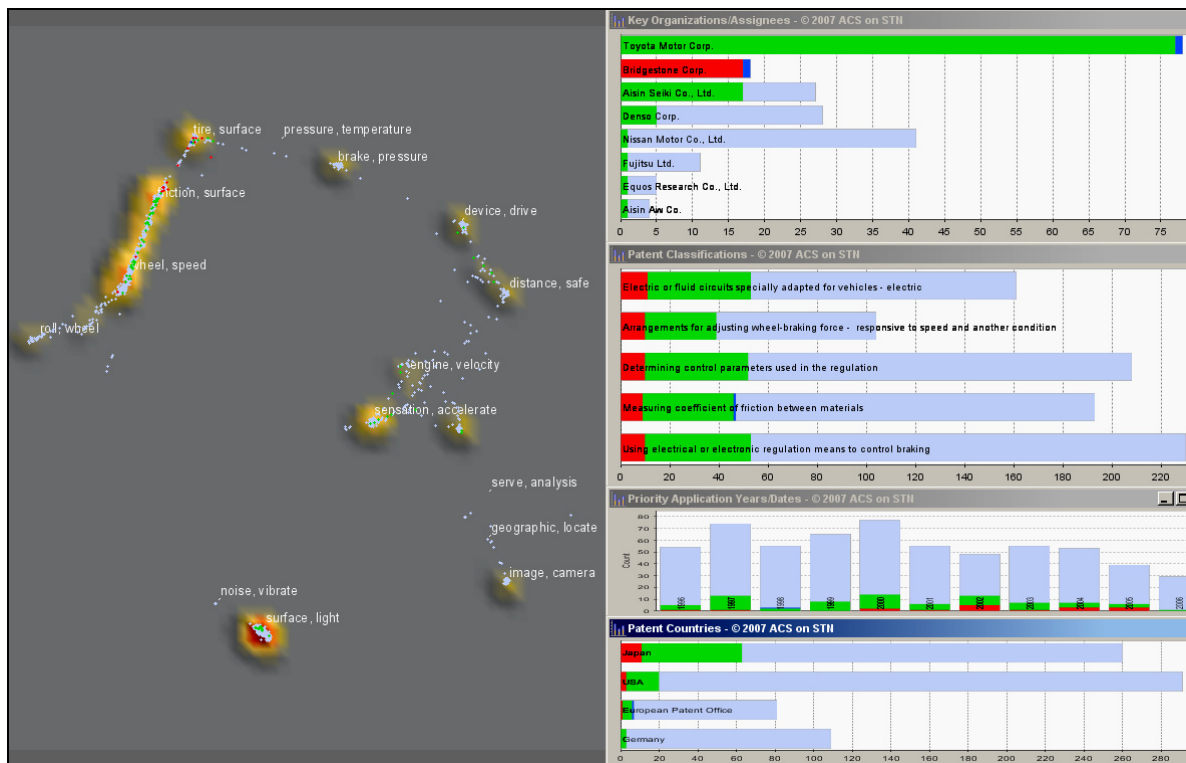 tire, surface
pressure, temperature
brake, pressure
friction, surface
device, drive
wheel, speed
distance, safe
roll, wheel
engine, velocity
sensation, accelerate
serve, analysis
geographic, locate
image, camera
noise, vibrate
surface, light
Key Organizations/Assignees - © 2007 ACS on STN
Toyota Motor Corp.
Bridgestone Corp.
Aisin Seiki Co., Ltd.
Denso Corp.
Nissan Motor Co., Ltd.
Fujitsu Ltd.
Equos Research Co., Ltd.
Aisin Aw Co.
0 5 10 15 20 25 30 35 40 45 50 55 60 65 70 75
Patent Classifications - © 2007 ACS on STN
Electric or fluid circuits specially adapted for vehicles - electric
Arrangements for adjusting wheel-braking force - responsive to speed and another condition
Determining control parameters used in the regulation
Measuring coefficient of friction between materials
Using electrical or electronic regulation means to control braking
0 20 40 60 80 100 120 140 160 180 200 220
Priority Application Years/Dates - © 2007 ACS on STN
Count
80
70
60
50
40
30
20
10
0
1996 1997 1998 1999 2000 2001 2002 2003 2004 2005 2006
Patent Countries - © 2007 ACS on STN
Japan
USA
European Patent Office
Germany
0 20 40 60 80 100 120 140 160 180 200 220 240 260 280